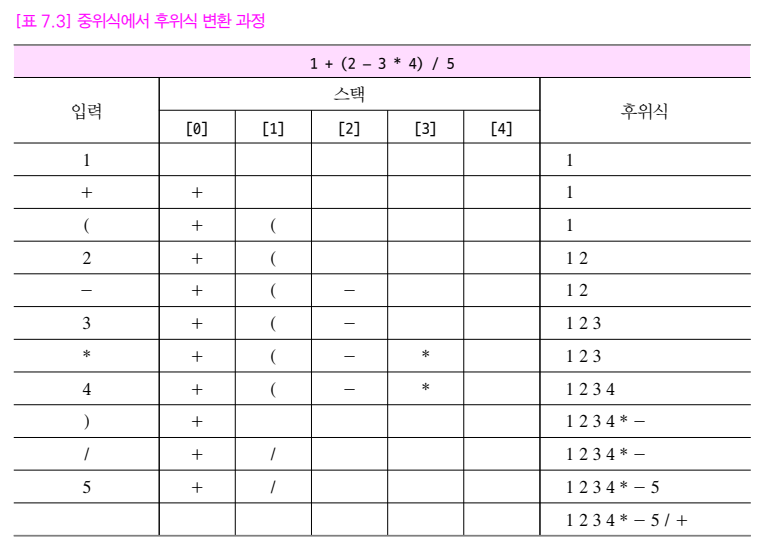 [표 7.3] 중위식에서 후위식 변환 과정
1 + (2 – 3 * 4) / 5
입력 스택 후위식
[0] [1] [2] [3] [4]
1 1
+ + 1
( + ( 1
2 + ( 1 2
− + ( − 1 2
3 + ( − 1 2 3
* + ( − * 1 2 3
4 + ( − * 1 2 3 4
) + 1 2 3 4 * −
/ + / 1 2 3 4 * −
5 + / 1 2 3 4 * − 5
1 2 3 4 * − 5 / +